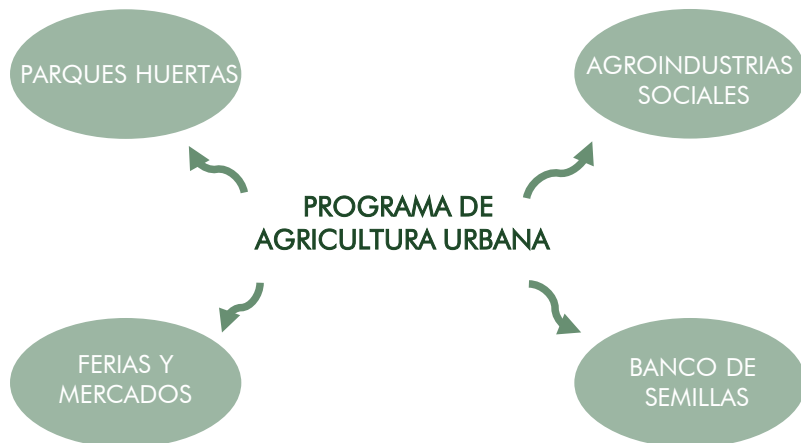 PARQUES HUERTAS
AGROINDUSTRIAS
SOCIALES
PROGRAMA DE
AGRICULTURA URBANA
FERIAS Y
MERCADOS
BANCO DE
SEMILLAS